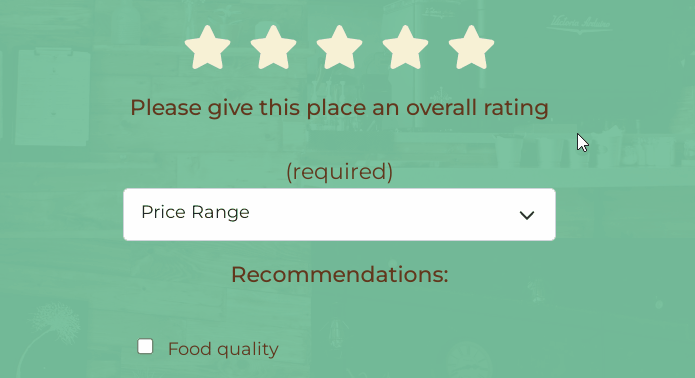 Please give this place an overall rating
(required)
Price Range
Recommendations:
Food quality